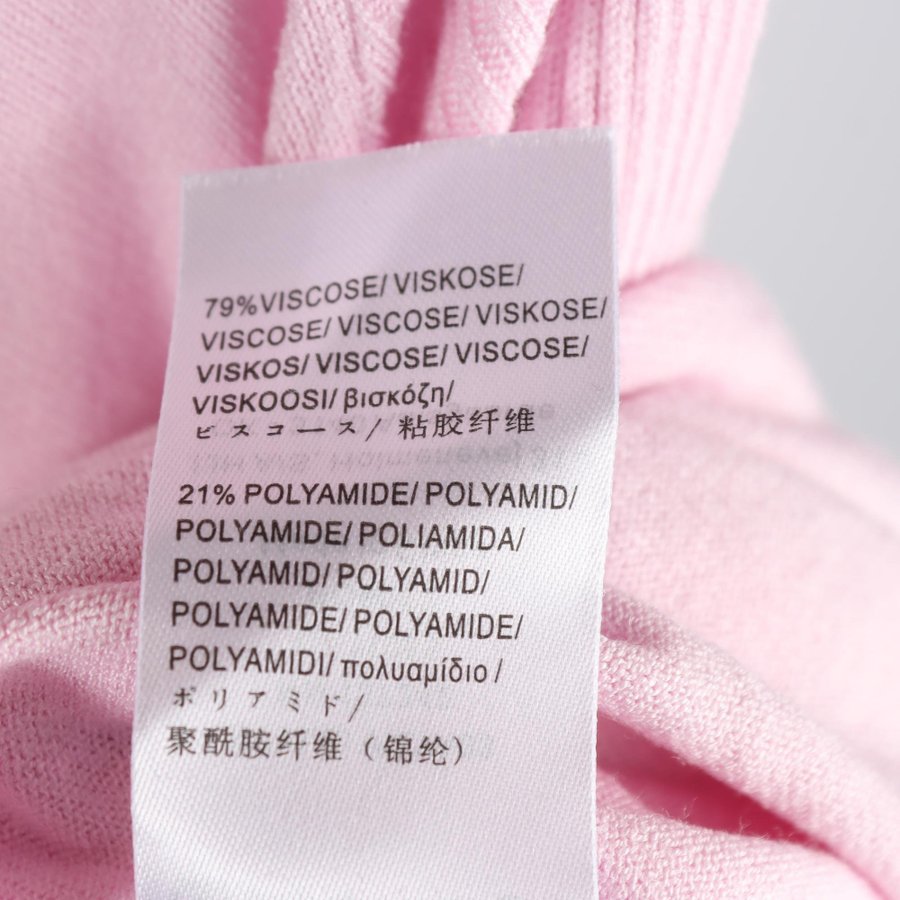 79%VISCOSE/ VISKOSE/
VISCOSE/ VISCOSE/ VISKOSE/
VISKOS/ VISCOSE/ VISCOSE/
VISKOOSI/ βισκόζη/
ビスコース/ 粘胶纤维
21% POLYAMIDE/ POLYAMID/
POLYAMIDE/ POLIAMIDA/
POLYAMID/ POLYAMID/
POLYAMIDE/ POLYAMIDE/
POLYAMIDI/ πολυαμίδιο /
ポリアミド/
聚酰胺纤维（锦纶）